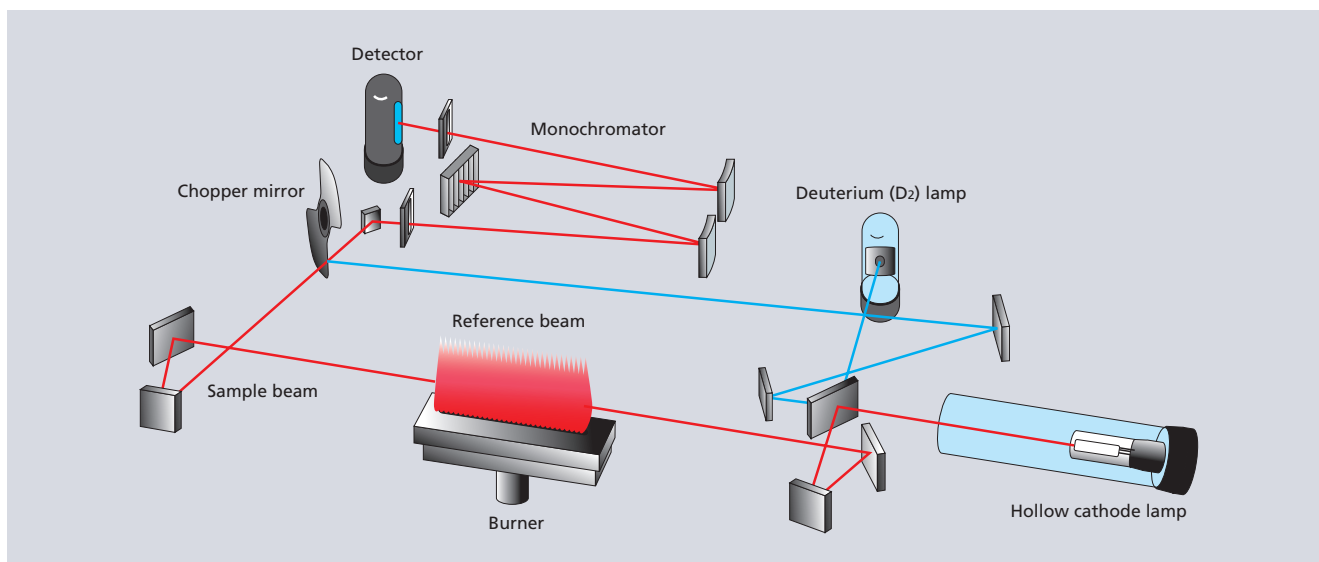 Detector
Monochromator
Chopper mirror
Deuterium (D2) lamp
Reference beam
Sample beam
Hollow cathode lamp
Burner